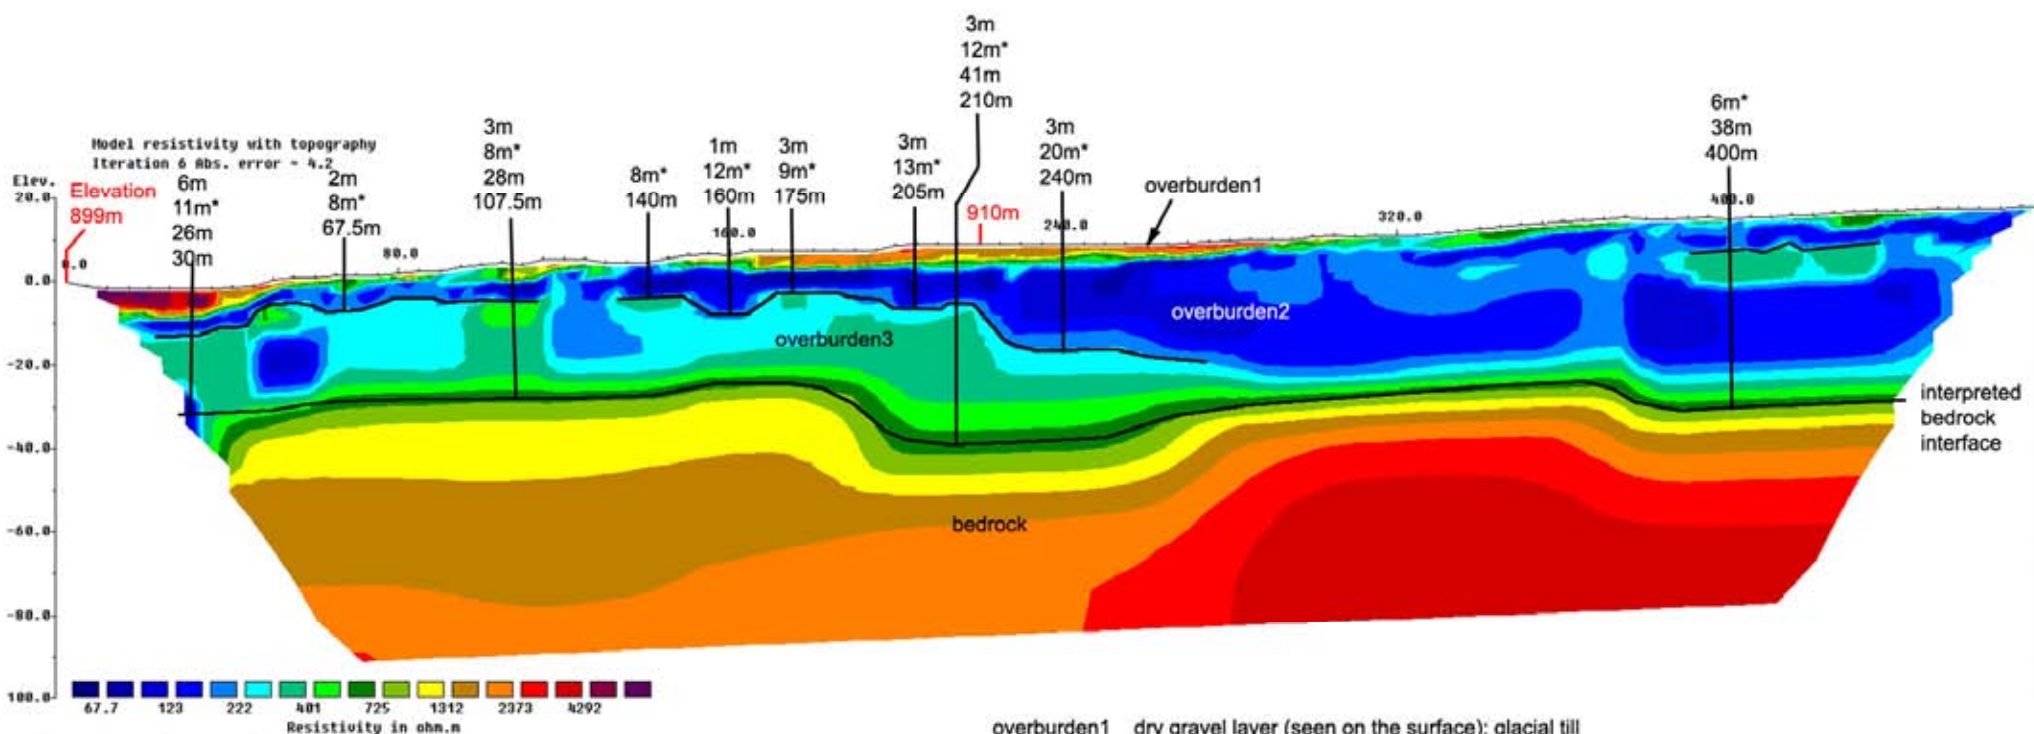 Model resistivity with topography
Iteration 6 Abs. error = 4.2
Elev.
20.0
0.0
-20.0
-40.0
-60.0
-80.0
100.0
Elevation
899m
0.0
6m
11m*
26m
30m
2m
8m*
67.5m
80.0
3m
8m*
28m
107.5m
8m*
140m
1m
12m*
160m
160.0
3m
9m*
175m
3m
13m*
205m
3m
12m*
41m
210m
910m
3m
20m*
240m
240.0
overburden1
320.0
6m*
38m
400m
400.0
overburden2
overburden3
bedrock
interpreted
bedrock
interface
67.7 123 222 401 725 1312 2373 4292
Resistivity in ohm.m
overburden1 dry gravel layer (seen on the surface); glacial till